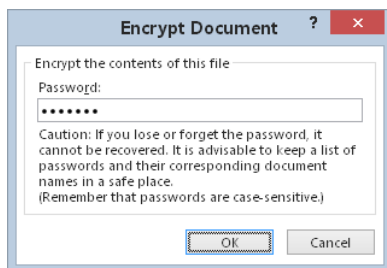 Encrypt Document ?
Encrypt the contents of this file
Password:
•••••••
Caution: If you lose or forget the password, it
cannot be recovered. It is advisable to keep a list of
passwords and their corresponding document
names in a safe place.
(Remember that passwords are case-sensitive.)
OK Cancel